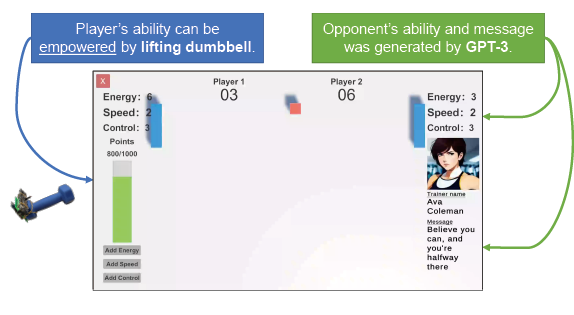 Player's ability can be
empowered by lifting dumbbell.
Opponent's ability and message
was generated by GPT-3.
X
Player 1
03
Player 2
06
Energy: 6
Speed: 2
Control: 3
Points
800/1000
Add Energy
Add Speed
Add Control
Energy: 3
Speed: 2
Control: 3
Trainer name
Ava
Coleman
Message
Believe you
can, and
you're
halfway
there